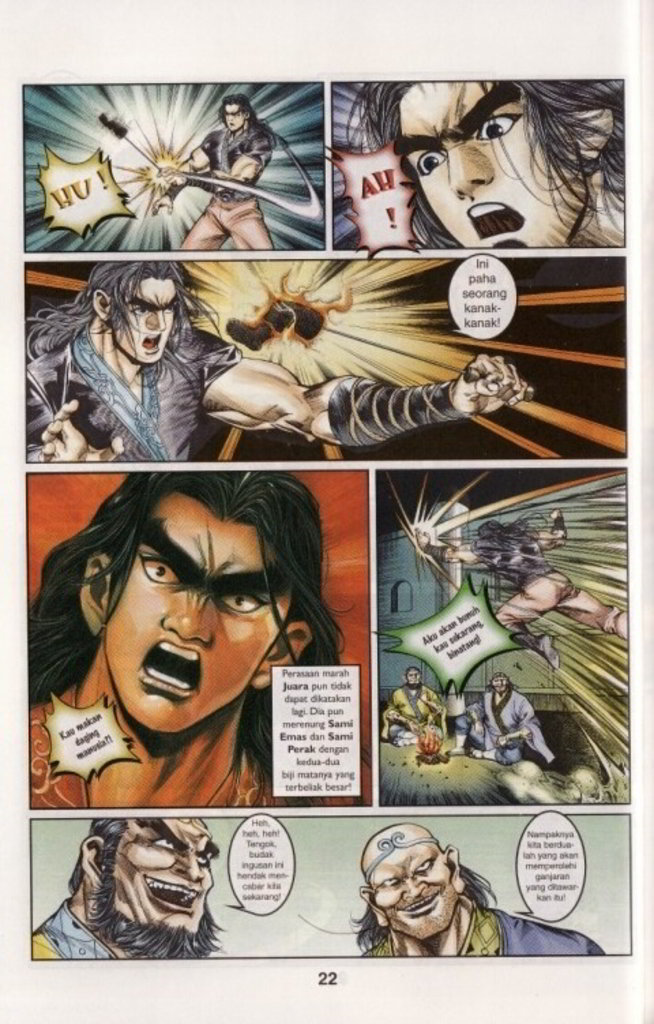 HU !
AH
!
Ini
paha
seorang
kanak-
kanak!
Kau makan
daging
manusia?!
Perasaan marah
Juara pun tidak
dapat dikatakan
lagi. Dia pun
merenung Sami
Emas dan Sami
Perak dengan
kedua-dua
biji matanya yang
terbeliak besar!
Aku akan bunuh
kau sekarang,
binatang!
Heh,
heh, heh!
Tengok,
budak
ingusan ini
hendak men-
cabar kita
sekarang!
Nampaknya
kita berdua-
lah yang akan
memperolehi
ganjaran
yang ditawar-
kan itu!
22